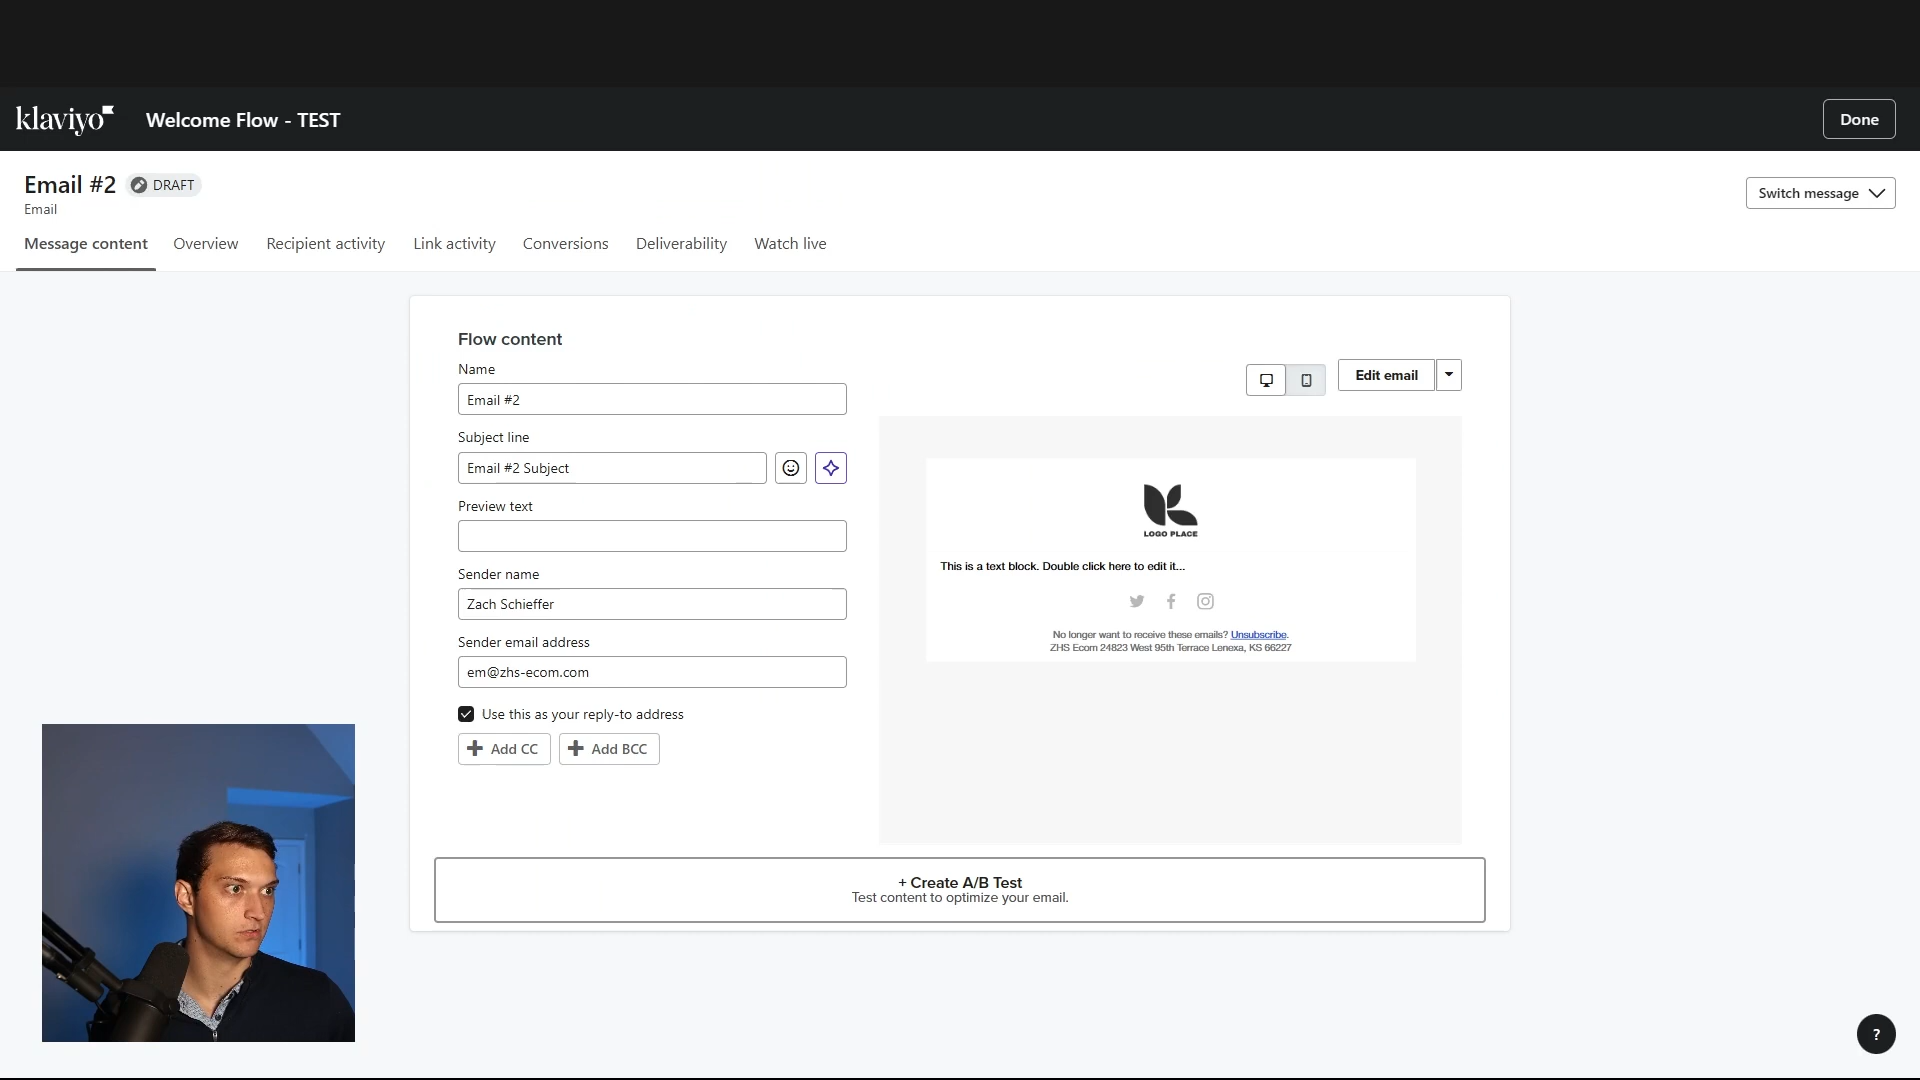 klaviyo
Welcome Flow - TEST
Done
Email #2
DRAFT
Email
Switch message
Message content
Overview
Recipient activity
Link activity
Conversions
Deliverability
Watch live
Flow content
Name
Email #2
Subject line
Email #2 Subject
Preview text
Sender name
Zach Schieffer
Sender email address
em@zhs-ecom.com
Use this as your reply-to address
Add CC
Add BCC
Edit email
LOGO PLACE
This is a text block. Double click here to edit it...
No longer want to receive these emails? Unsubscribe.
ZHS Ecom 24823 West 95th Terrace Lenexa, KS 66227
+ Create A/B Test
Test content to optimize your email.
?